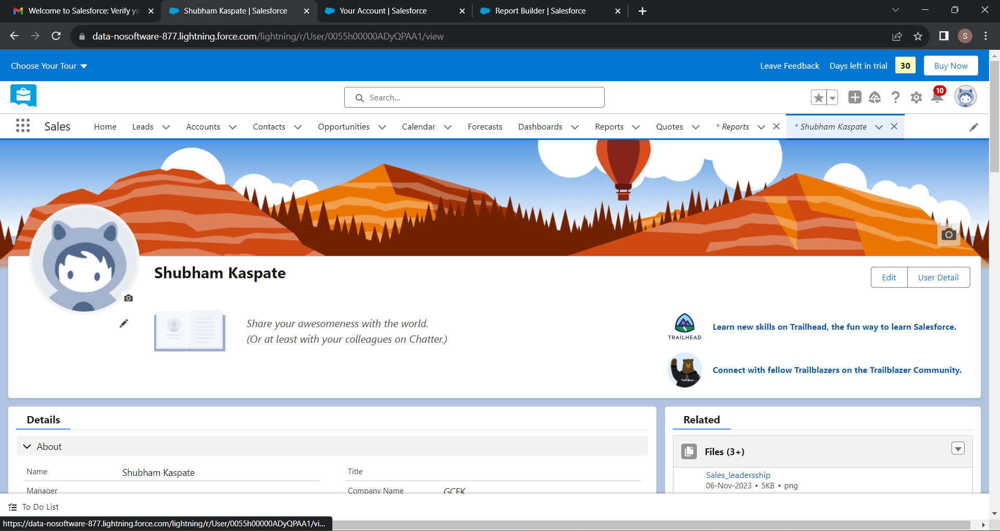 Welcome to Salesforce: Verify yo
Shubham Kaspate | Salesforce
Your Account | Salesforce
Report Builder | Salesforce
data-nosoftware-877.lightning.force.com/lightning/r/User/0055h00000ADyQPAA1/view
S
Choose Your Tour
Leave Feedback
Days left in trial
30
Buy Now
Search...
10
Sales
Home
Leads
Accounts
Contacts
Opportunities
Calendar
Forecasts
Dashboards
Reports
Quotes
* Reports
* Shubham Kaspate
Shubham Kaspate
Edit
User Detail
Share your awesomeness with the world.
(Or at least with your colleagues on Chatter.)
TRAILHEAD
Learn new skills on Trailhead, the fun way to learn Salesforce.
Connect with fellow Trailblazers on the Trailblazer Community.
Details
About
Name
Shubham Kaspate
Title
Manager
Company Name
GCEK
Related
Files (3+)
Sales_leadersship
06-Nov-2023 • 5KB • png
To Do List
https://data-nosoftware-877.lightning.force.com/lightning/r/User/0055h00000ADyQPAA1/vi...